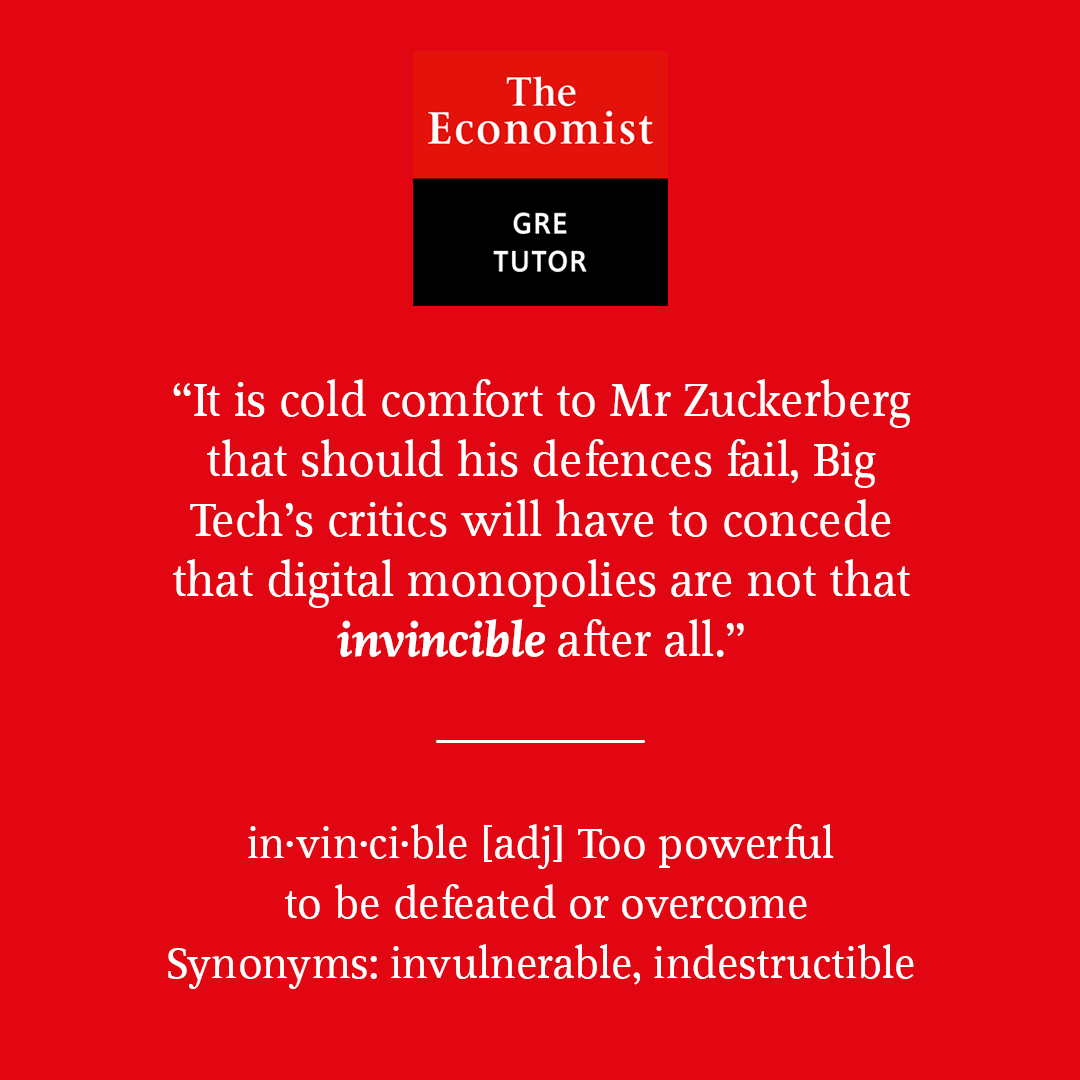 The
Economist
GRE
TUTOR
“It is cold comfort to Mr Zuckerberg
that should his defences fail, Big
Tech’s critics will have to concede
that digital monopolies are not that
invincible after all.”
in·vin·ci·ble [adj] Too powerful
to be defeated or overcome
Synonyms: invulnerable, indestructible